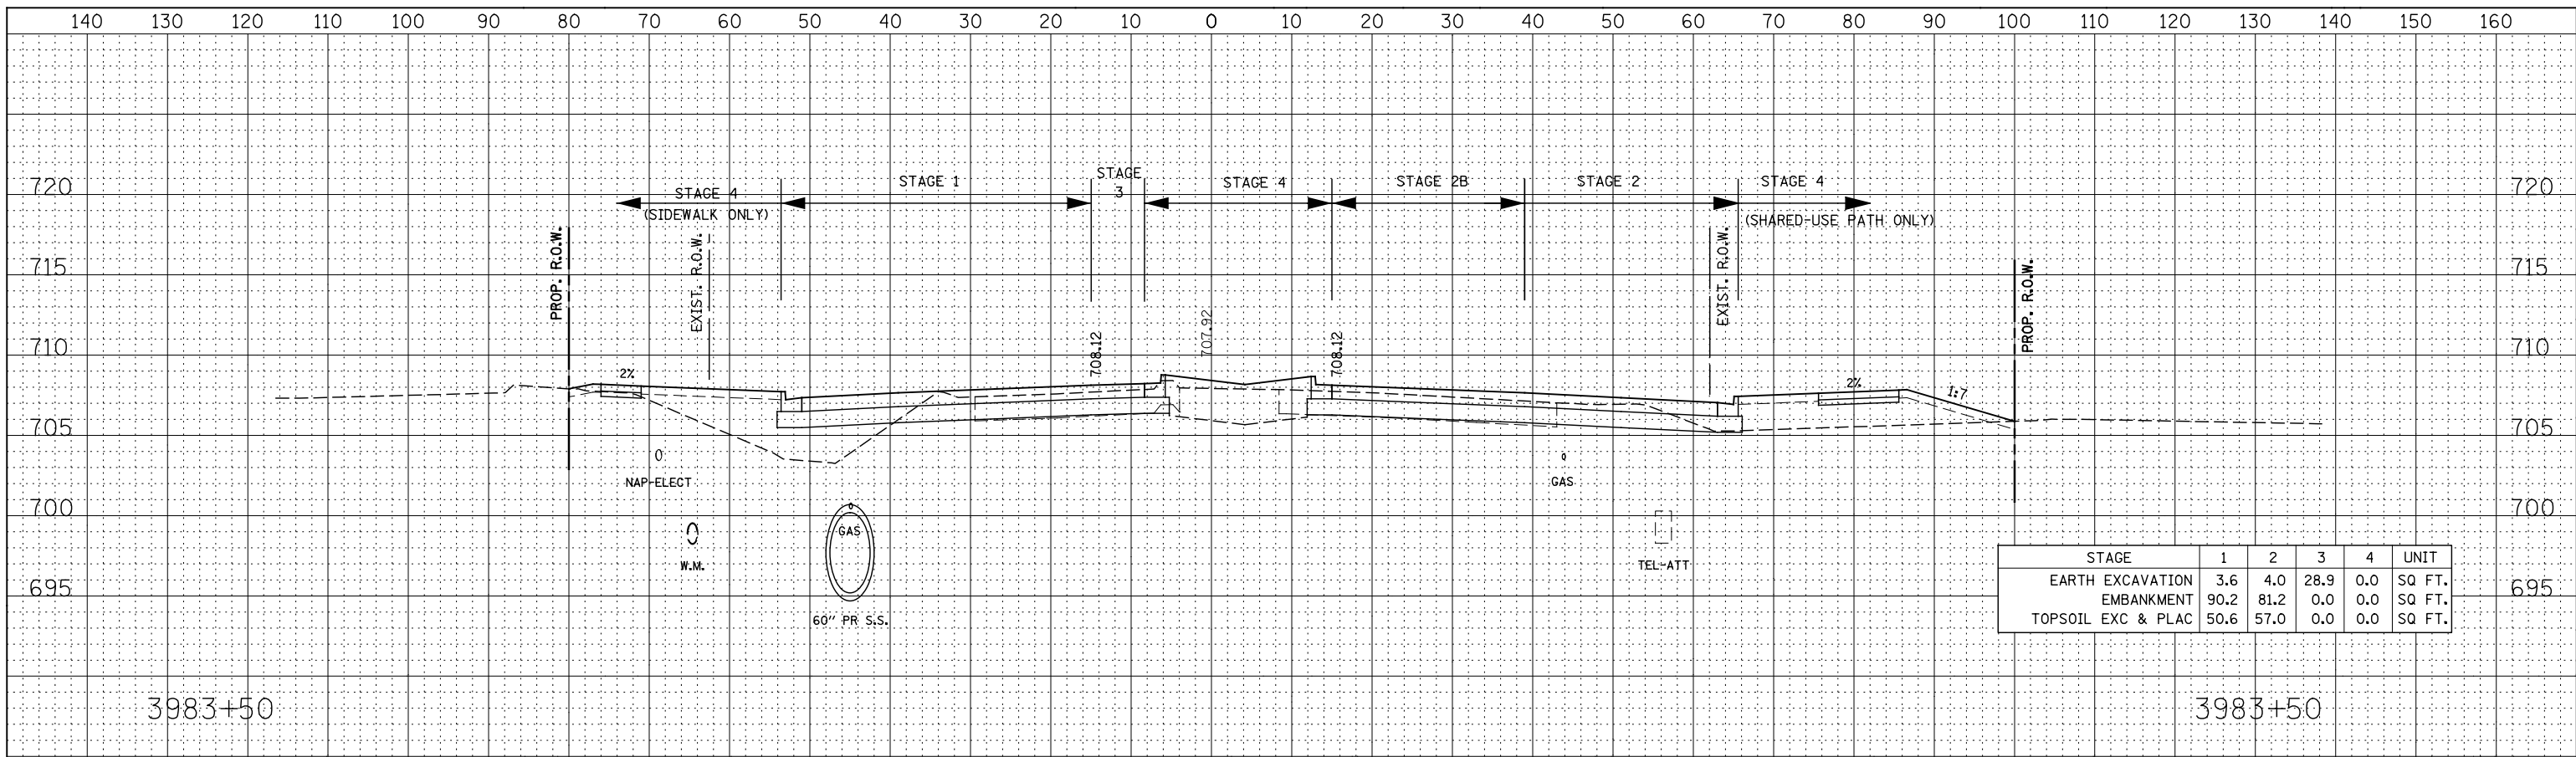 140 130 120 110 100 90 80 70 60 50 40 30 20 10 0 10 20 30 40 50 60 70 80 90 100 110 120 130 140 150 160
STAGE 4
(SIDEWALK ONLY)
STAGE 1
STAGE
3
STAGE 4
STAGE 2B
STAGE 2
STAGE 4
(SHARED-USE PATH ONLY)
720 720
PROP. R.O.W.
EXIST. R.O.W.
EXIST. R.O.W.
PROP. R.O.W.
715 715
710 710
708.12
707.92
708.12
2%
2%
1:7
705 705
NAP-ELECT
GAS
700 700
GAS
W.M.
TEL-ATT
695 695
60" PR S.S.
STAGE 1 2 3 4 UNIT
EARTH EXCAVATION 3.6 4.0 28.9 0.0 SQ FT.
EMBANKMENT 90.2 81.2 0.0 0.0 SQ FT.
TOPSOIL EXC & PLAC 50.6 57.0 0.0 0.0 SQ FT.
3983+50 3983+50